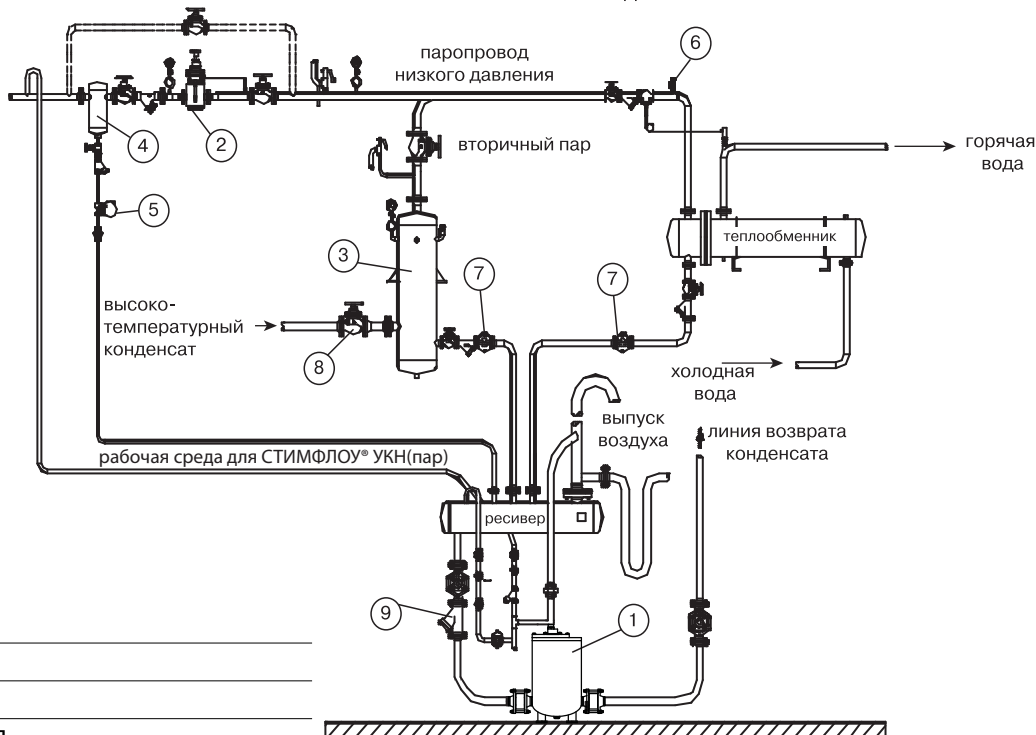 6
паропровод
низкого давления
4
2
вторичный пар
горячая
вода
5
теплообменник
3
7
7
высоко-
температурный
конденсат
8
холодная
вода
выпуск
воздуха
линия возврата
конденсата
рабочая среда для СТИМФЛОУ® УКН(пар)
ресивер
9
1